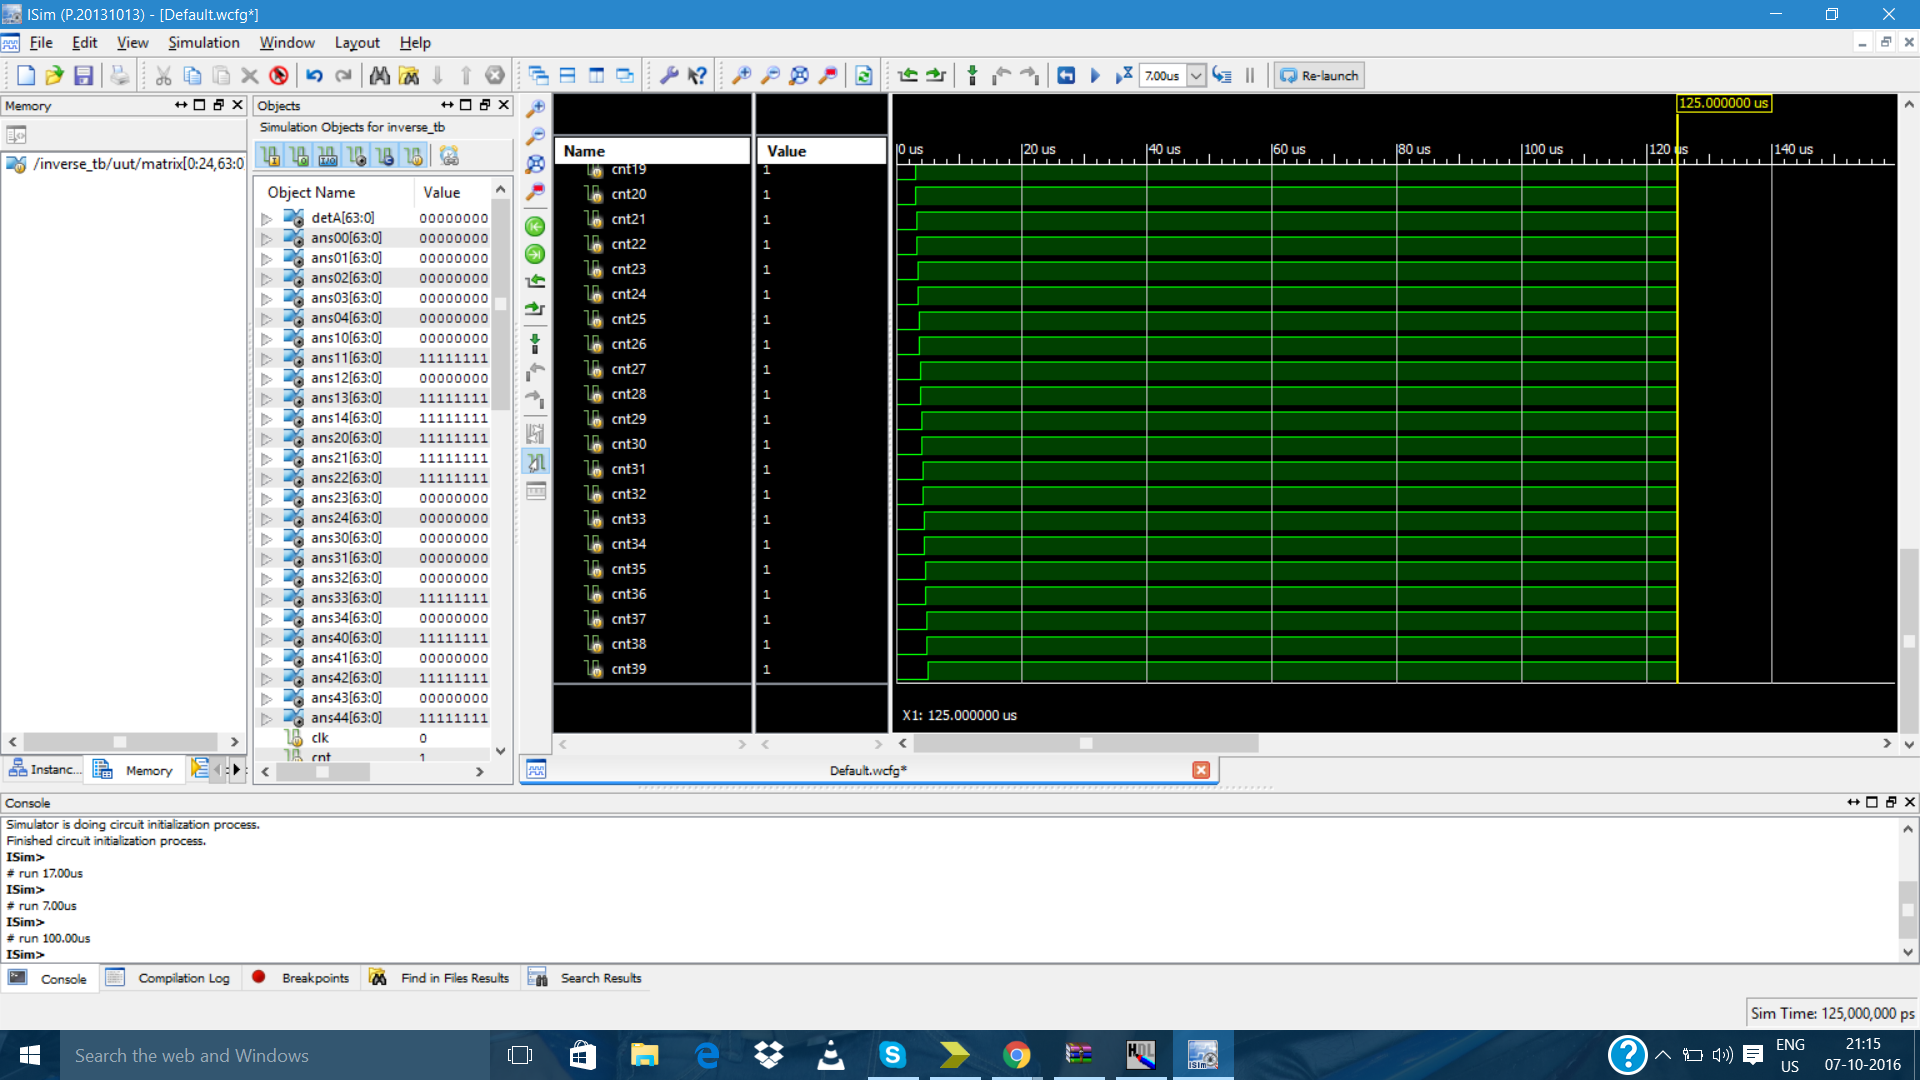 ISim (P.20131013) - [Default.wcfg*]
File Edit View Simulation Window Layout Help
7.00us
Re-launch
Memory
/inverse_tb/uut/matrix[0:24,63:0
Instanc...
Memory
Objects
Simulation Objects for inverse_tb
Object Name Value
detA[63:0] 00000000
ans00[63:0] 00000000
ans01[63:0] 00000000
ans02[63:0] 00000000
ans03[63:0] 00000000
ans04[63:0] 00000000
ans10[63:0] 00000000
ans11[63:0] 11111111
ans12[63:0] 00000000
ans13[63:0] 11111111
ans14[63:0] 11111111
ans20[63:0] 11111111
ans21[63:0] 11111111
ans22[63:0] 11111111
ans23[63:0] 00000000
ans24[63:0] 00000000
ans30[63:0] 00000000
ans31[63:0] 00000000
ans32[63:0] 00000000
ans33[63:0] 11111111
ans34[63:0] 00000000
ans40[63:0] 11111111
ans41[63:0] 00000000
ans42[63:0] 11111111
ans43[63:0] 00000000
ans44[63:0] 11111111
clk 0
cnt 1
Name Value
cnt19 1
cnt20 1
cnt21 1
cnt22 1
cnt23 1
cnt24 1
cnt25 1
cnt26 1
cnt27 1
cnt28 1
cnt29 1
cnt30 1
cnt31 1
cnt32 1
cnt33 1
cnt34 1
cnt35 1
cnt36 1
cnt37 1
cnt38 1
cnt39 1
125.000000 us
0 us 20 us 40 us 60 us 80 us 100 us 120 us 140 us
X1: 125.000000 us
Default.wcfg*
Console
Simulator is doing circuit initialization process.
Finished circuit initialization process.
ISim>
# run 17.00us
ISim>
# run 7.00us
ISim>
# run 100.00us
ISim>
Console Compilation Log Breakpoints Find in Files Results Search Results
Sim Time: 125,000,000 ps
Search the web and Windows
HDL
ISim
ENG
US
21:15
07-10-2016